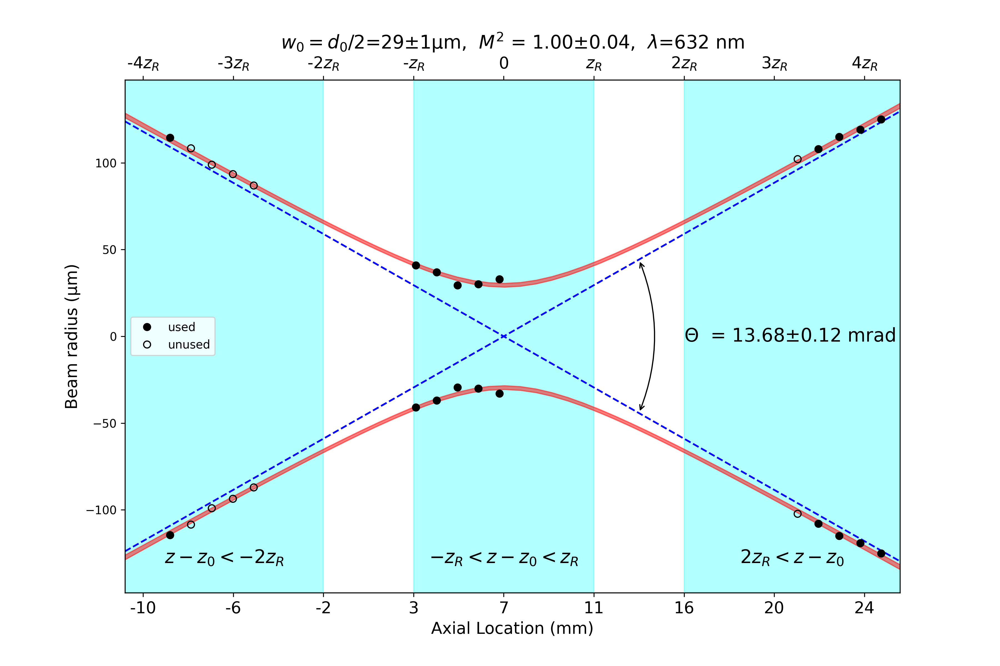 w₀ = d₀/2=29±1µm, M² = 1.00±0.04, λ=632 nm
-4z_R -3z_R -2z_R -z_R 0 z_R 2z_R 3z_R 4z_R
100
50
0
−50
−100
Beam radius (µm)
used
unused
Θ = 13.68±0.12 mrad
z − z₀ < −2z_R
−z_R < z − z₀ < z_R
2z_R < z − z₀
-10 -6 -2 3 7 11 16 20 24
Axial Location (mm)